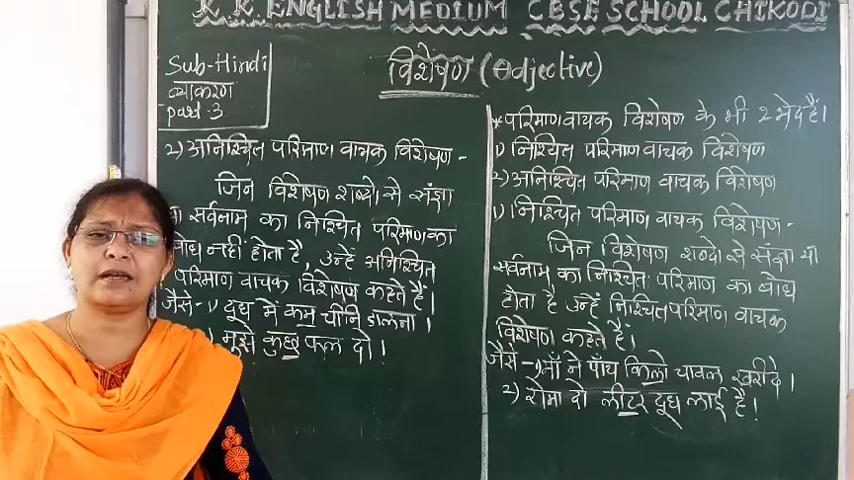 K. K. ENGLISH MEDIUM CBSE SCHOOL CHIKODI
Sub-Hindi
व्याकरण
part-3
विशेषण (Adjective)
2) अनिश्चित परिमाण वाचक विशेषण -
जिन विशेषण शब्दो से संज्ञा
सर्वनाम का निश्चित परिमाण का
बोध नहीं होता है, उन्हें अनिश्चित
परिमाण वाचक विशेषण कहते हैं।
जैसे- 1) दूध में कम चीनि डालना।
मुझे कुछ फल दो।
* परिमाणवाचक विशेषण के भी 2 भेद हैं।
1) निश्चित परिमाणवाचक विशेषण
2) अनिश्चित परिमाण वाचक विशेषण
1) निश्चित परिमाण वाचक विशेषण -
जिन विशेषण शब्दो से संज्ञा या
सर्वनाम का निश्चित परिमाण का बोध
होता है उन्हें निश्चित परिमाण वाचक
विशेषण कहते हैं।
जैसे- 1) माँ ने पाँच किलो चावल खरीदे।
2) रोमा दो लीटर दूध लाई है।